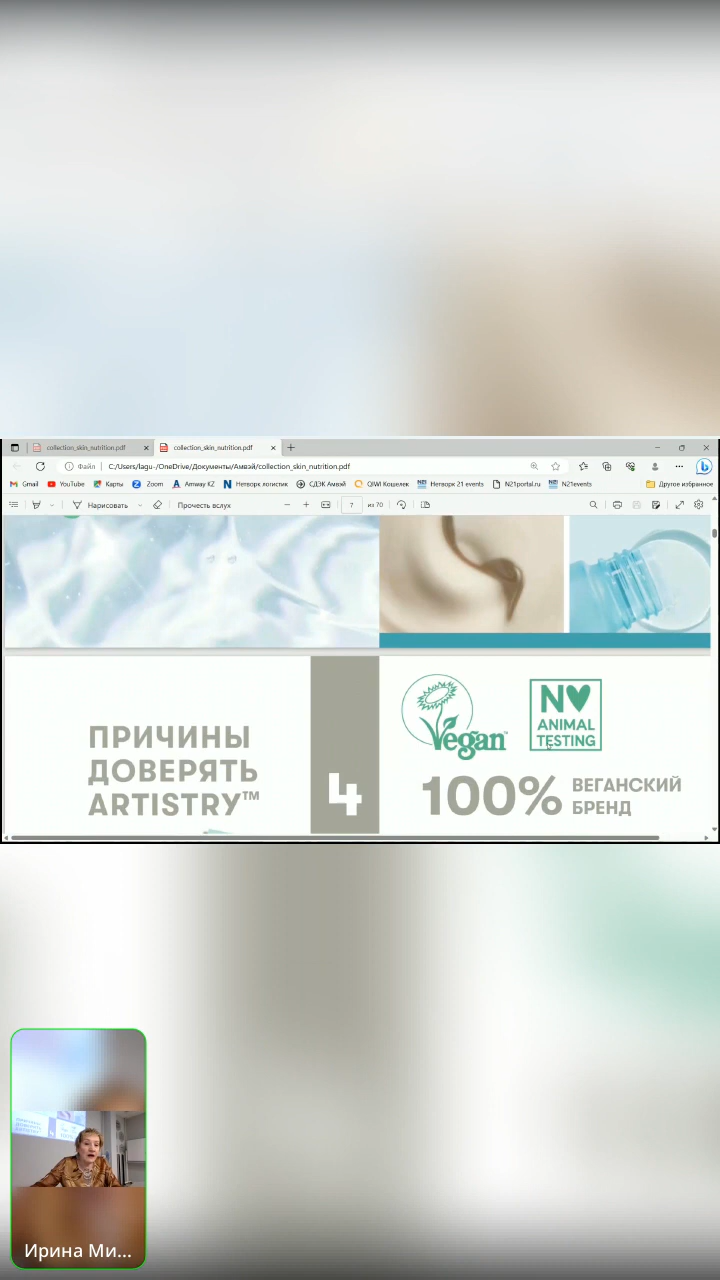 collection_skin_nutrition.pdf
collection_skin_nutrition.pdf
Файл
C:/Users/lagu-/OneDrive/Документы/Амвэй/collection_skin_nutrition.pdf
Gmail
YouTube
Карты
Zoom
Amway KZ
Нетворк логистик
СДЭК Амвэй
QIWI Кошелек
Нетворк 21 events
N21portal.ru
N21events
Другое избранное
Нарисовать
Прочесть вслух
7
из 70
ПРИЧИНЫ
ДОВЕРЯТЬ
ARTISTRY™
4
Vegan™
NO
ANIMAL
TESTING
100%
ВЕГАНСКИЙ
БРЕНД
Ирина Ми...